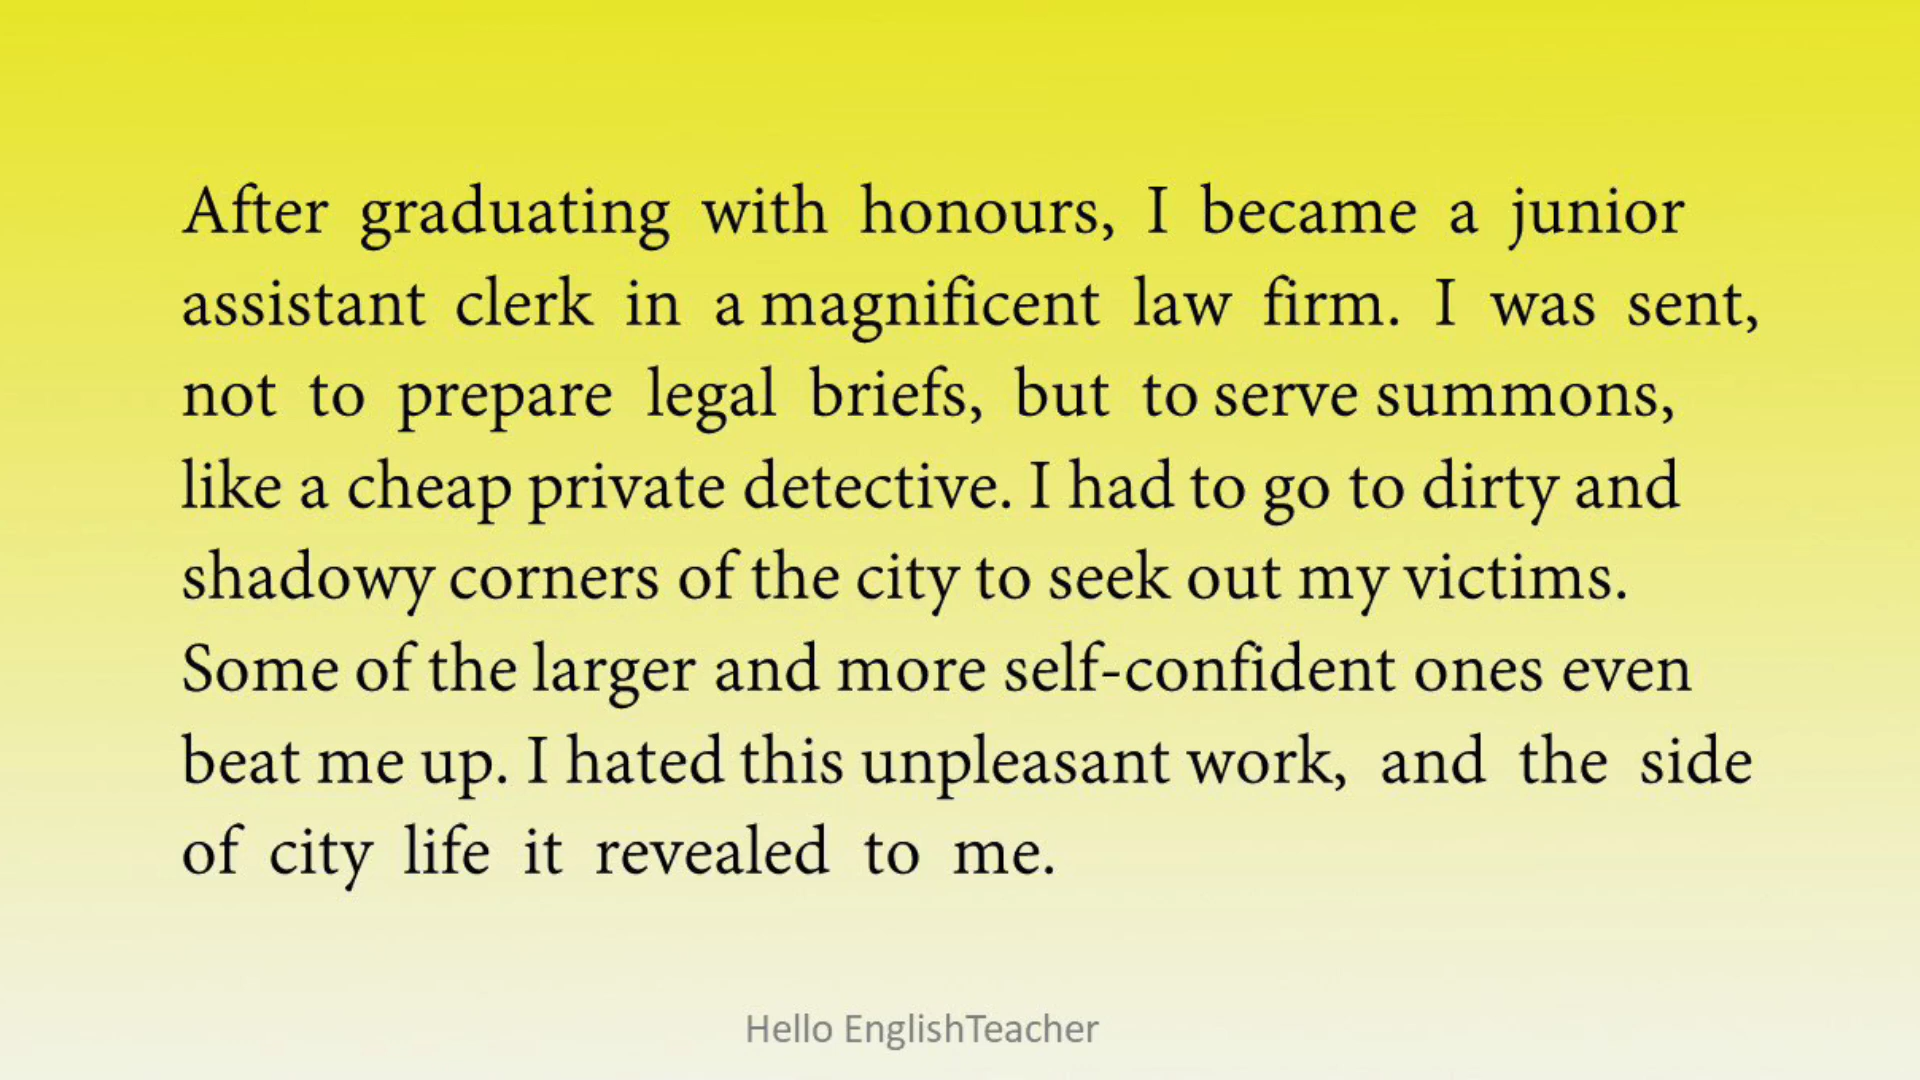 After graduating with honours, I became a junior
assistant clerk in a magnificent law firm. I was sent,
not to prepare legal briefs, but to serve summons,
like a cheap private detective. I had to go to dirty and
shadowy corners of the city to seek out my victims.
Some of the larger and more self-confident ones even
beat me up. I hated this unpleasant work, and the side
of city life it revealed to me.
Hello EnglishTeacher